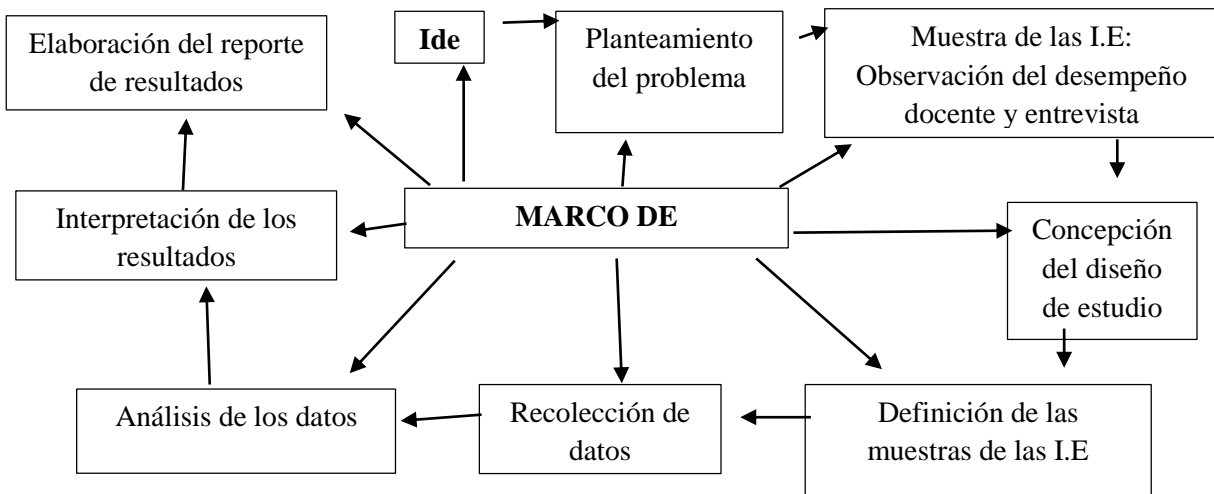 Elaboración del reporte
de resultados
Ide
Planteamiento
del problema
Muestra de las I.E:
Observación del desempeño
docente y entrevista
Interpretación de los
resultados
MARCO DE
Concepción
del diseño
de estudio
Análisis de los datos
Recolección de
datos
Definición de las
muestras de las I.E